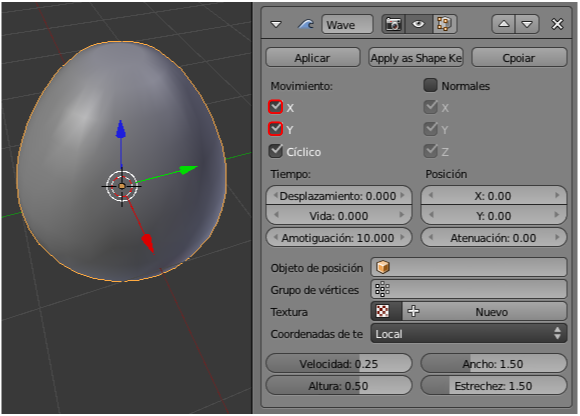 Wave
Aplicar
Apply as Shape Ke
Cpoiar
Movimiento:
Normales
X
X
Y
Y
Cíclico
Z
Tiempo:
Posición
Desplazamiento: 0.000
X: 0.00
Vida: 0.000
Y: 0.00
Amotiguación: 10.000
Atenuación: 0.00
Objeto de posición
Grupo de vértices
Textura
Nuevo
Coordenadas de te
Local
Velocidad: 0.25
Ancho: 1.50
Altura: 0.50
Estrechez: 1.50